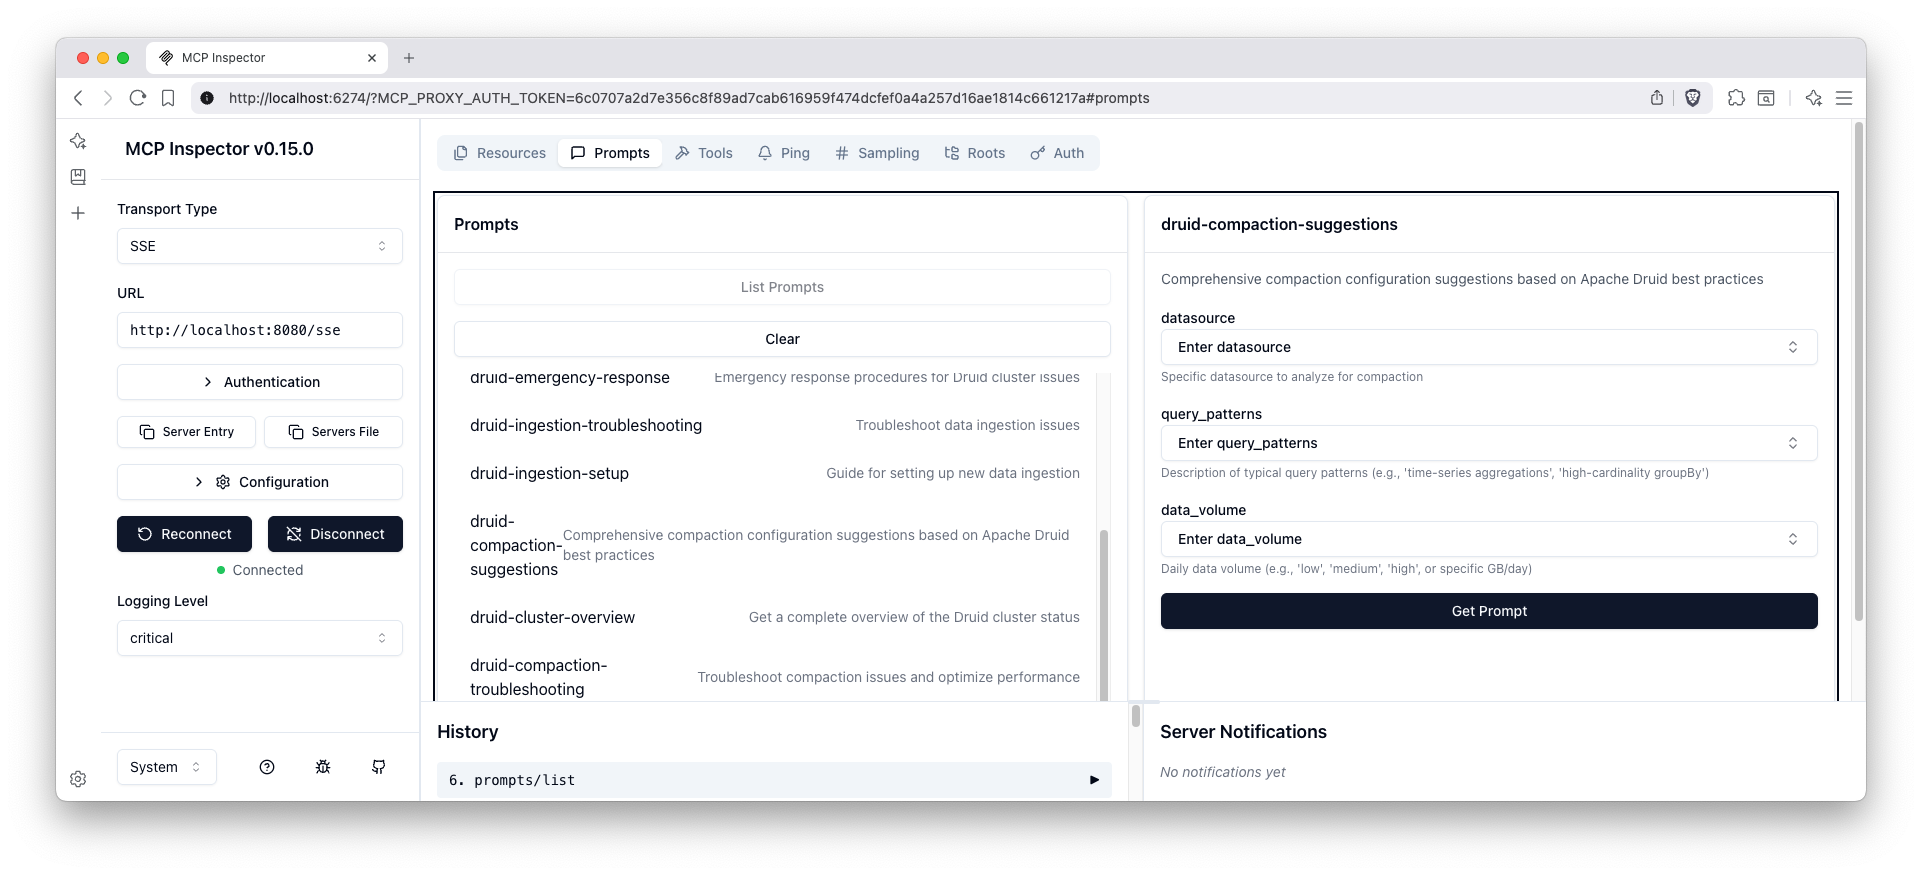 MCP Inspector
http://localhost:6274/?MCP_PROXY_AUTH_TOKEN=6c0707a2d7e356c8f89ad7cab616959f474dcfef0a4a257d16ae1814c661217a#prompts
MCP Inspector v0.15.0
Transport Type
SSE
URL
http://localhost:8080/sse
Authentication
Server Entry
Servers File
Configuration
Reconnect
Disconnect
Connected
Logging Level
critical
System
Resources
Prompts
Tools
Ping
Sampling
Roots
Auth
Prompts
List Prompts
Clear
druid-emergency-response
Emergency response procedures for Druid cluster issues
druid-ingestion-troubleshooting
Troubleshoot data ingestion issues
druid-ingestion-setup
Guide for setting up new data ingestion
druid-
compaction-
suggestions
Comprehensive compaction configuration suggestions based on Apache Druid
best practices
druid-cluster-overview
Get a complete overview of the Druid cluster status
druid-compaction-
troubleshooting
Troubleshoot compaction issues and optimize performance
druid-compaction-suggestions
Comprehensive compaction configuration suggestions based on Apache Druid best practices
datasource
Enter datasource
Specific datasource to analyze for compaction
query_patterns
Enter query_patterns
Description of typical query patterns (e.g., 'time-series aggregations', 'high-cardinality groupBy')
data_volume
Enter data_volume
Daily data volume (e.g., 'low', 'medium', 'high', or specific GB/day)
Get Prompt
History
6. prompts/list
Server Notifications
No notifications yet